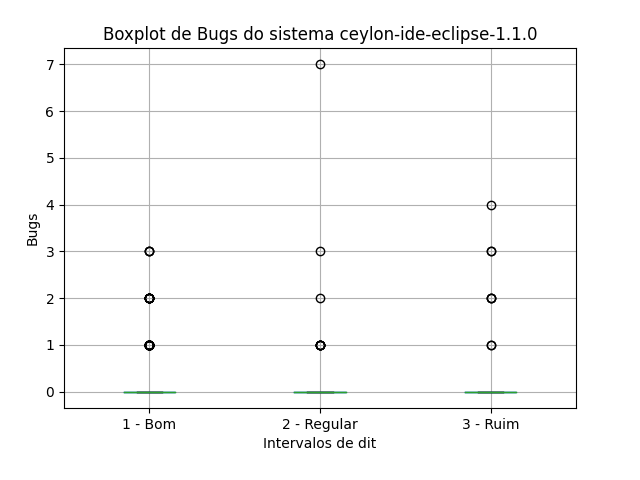 Boxplot de Bugs do sistema ceylon-ide-eclipse-1.1.0
7
6
5
4
3
2
1
0
Bugs
1 - Bom
2 - Regular
3 - Ruim
Intervalos de dit